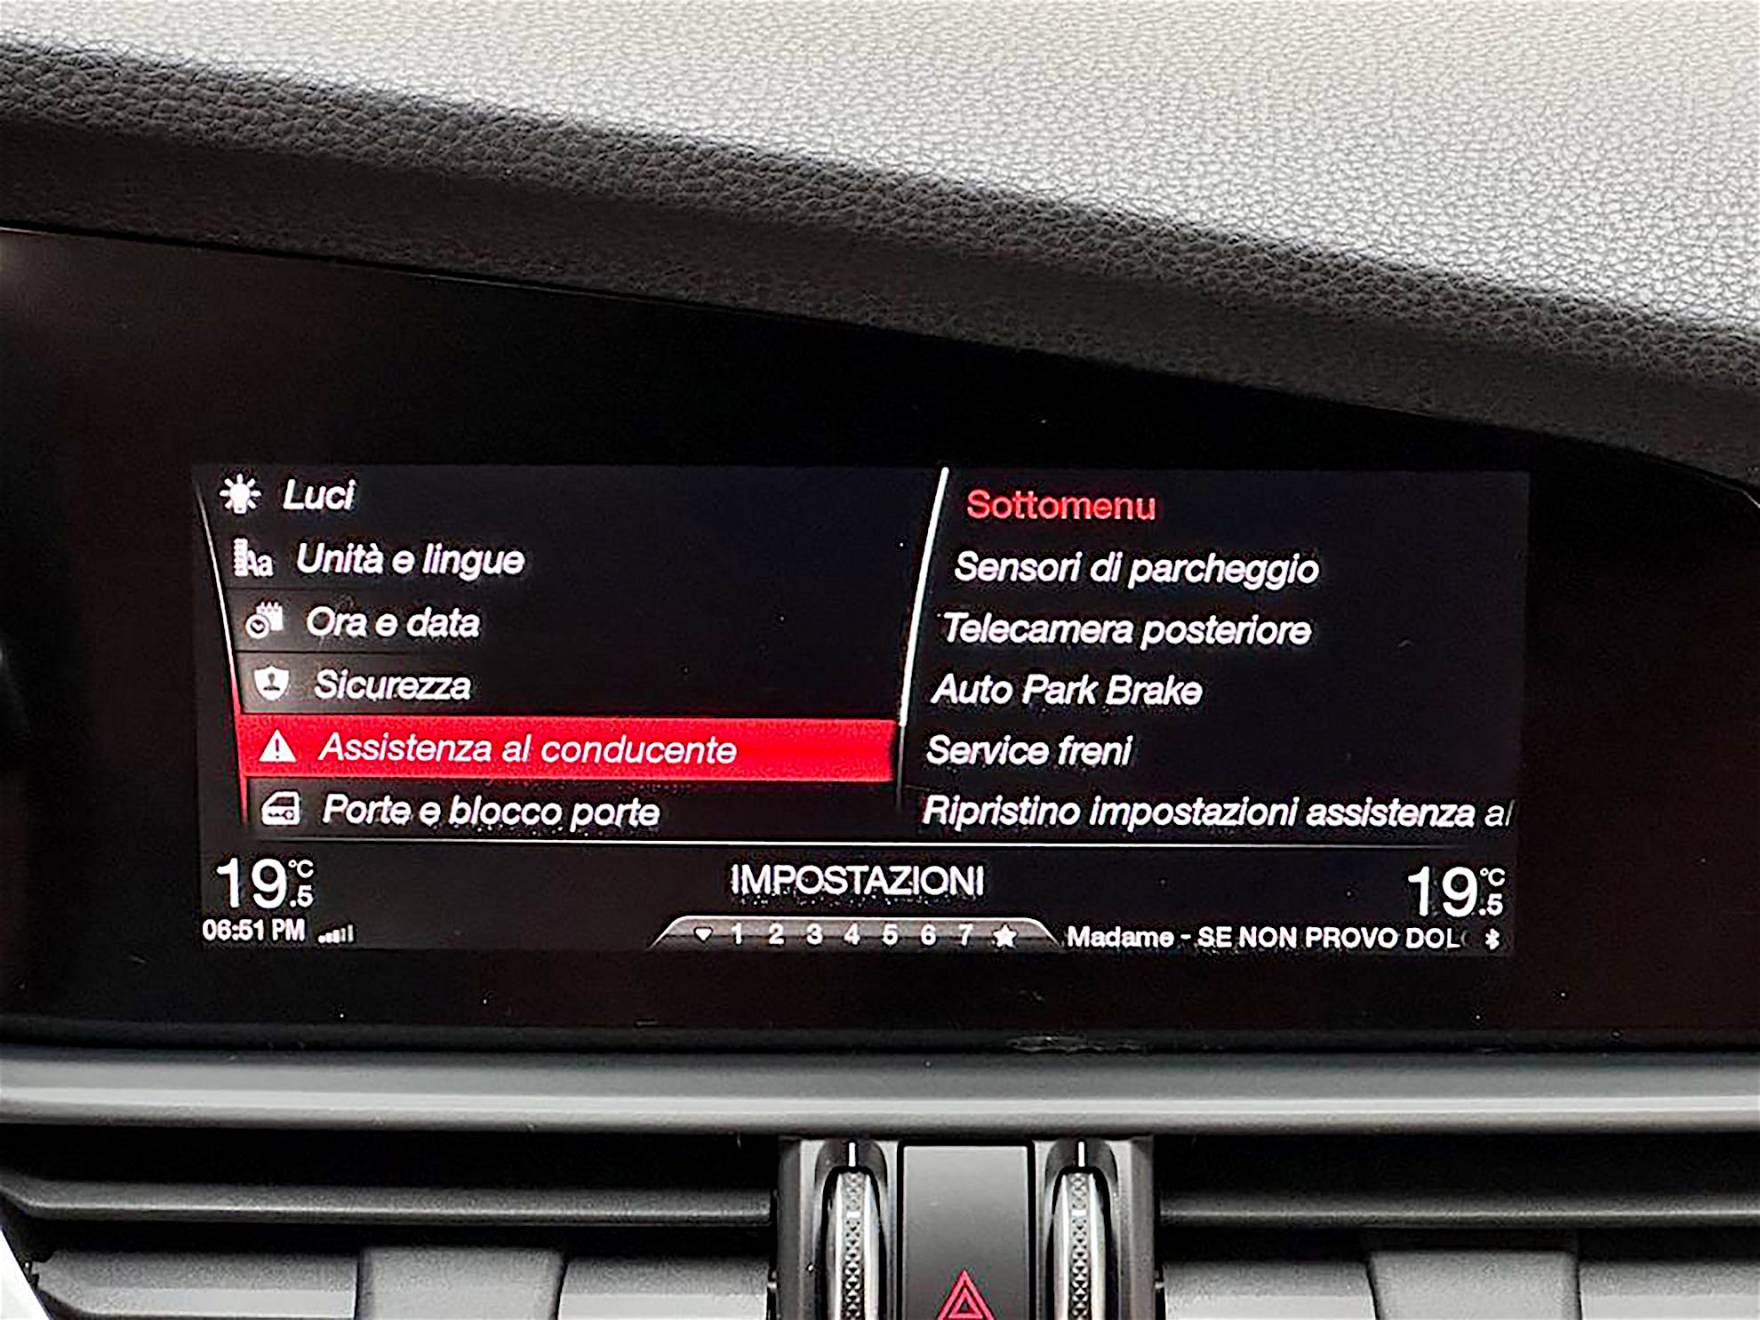 Luci
Unità e lingue
Ora e data
Sicurezza
Assistenza al conducente
Porte e blocco porte
Sottomenu
Sensori di parcheggio
Telecamera posteriore
Auto Park Brake
Service freni
Ripristino impostazioni assistenza al
19.5 °C
IMPOSTAZIONI
19.5 °C
06:51 PM
1 2 3 4 5 6 7
Madame - SE NON PROVO DOL